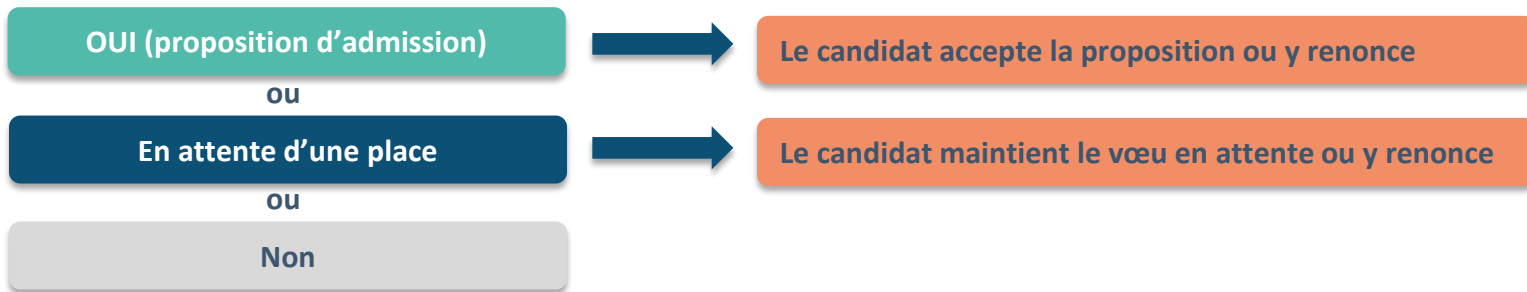 OUI (proposition d’admission)
Le candidat accepte la proposition ou y renonce
ou
En attente d’une place
Le candidat maintient le vœu en attente ou y renonce
ou
Non